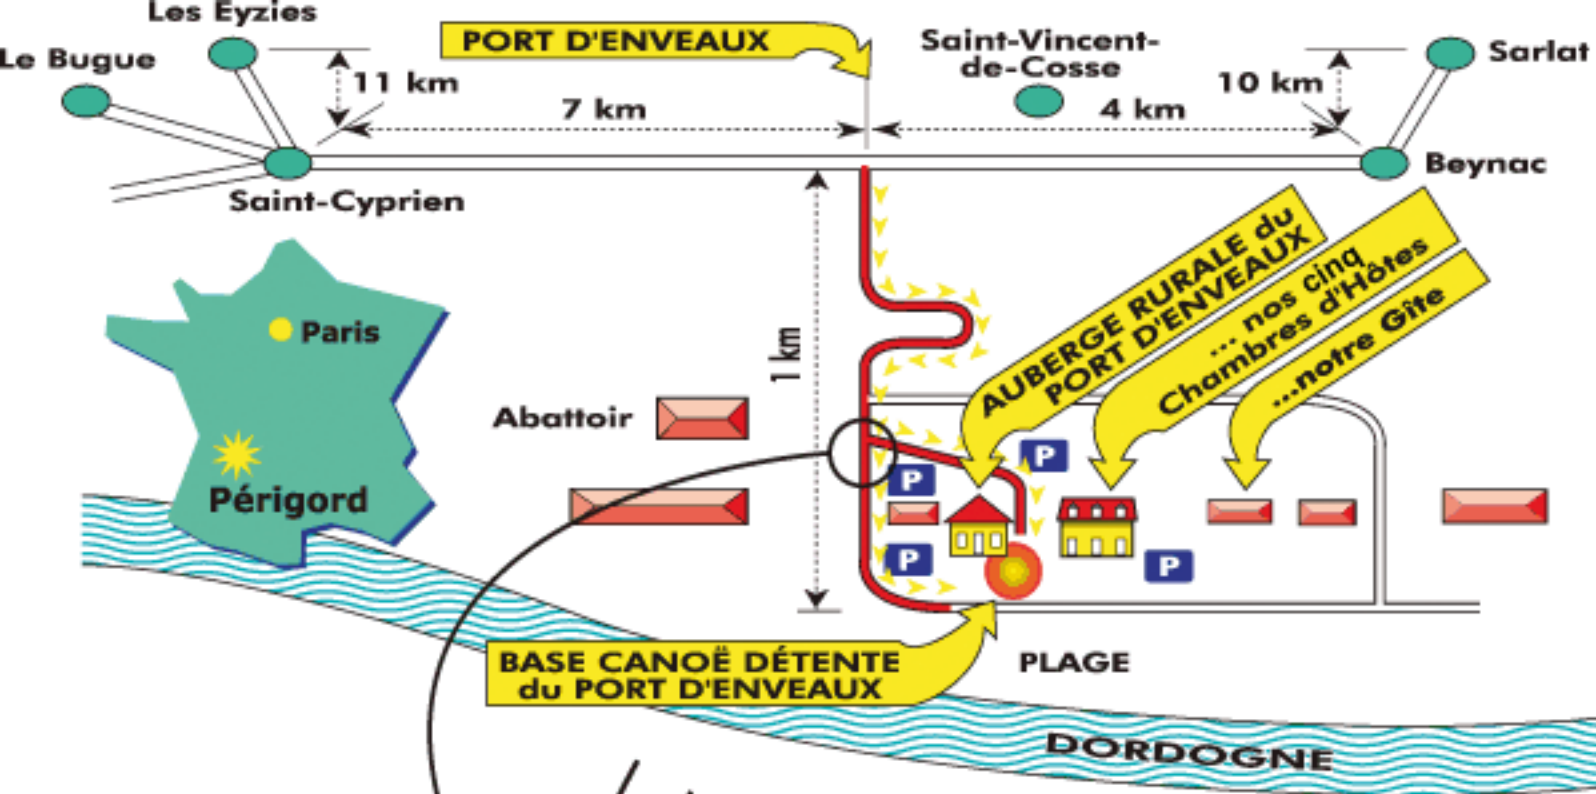 Les Eyzies
Le Bugue
11 km
PORT D'ENVEAUX
7 km
Saint-Vincent-
de-Cosse
4 km
10 km
Sarlat
Beynac
Saint-Cyprien
1 km
Paris
Périgord
Abattoir
AUBERGE RURALE du
PORT D'ENVEAUX
... nos cinq
Chambres d'Hôtes
...notre Gîte
P
P
P
P
BASE CANOË DÉTENTE
du PORT D'ENVEAUX
PLAGE
DORDOGNE